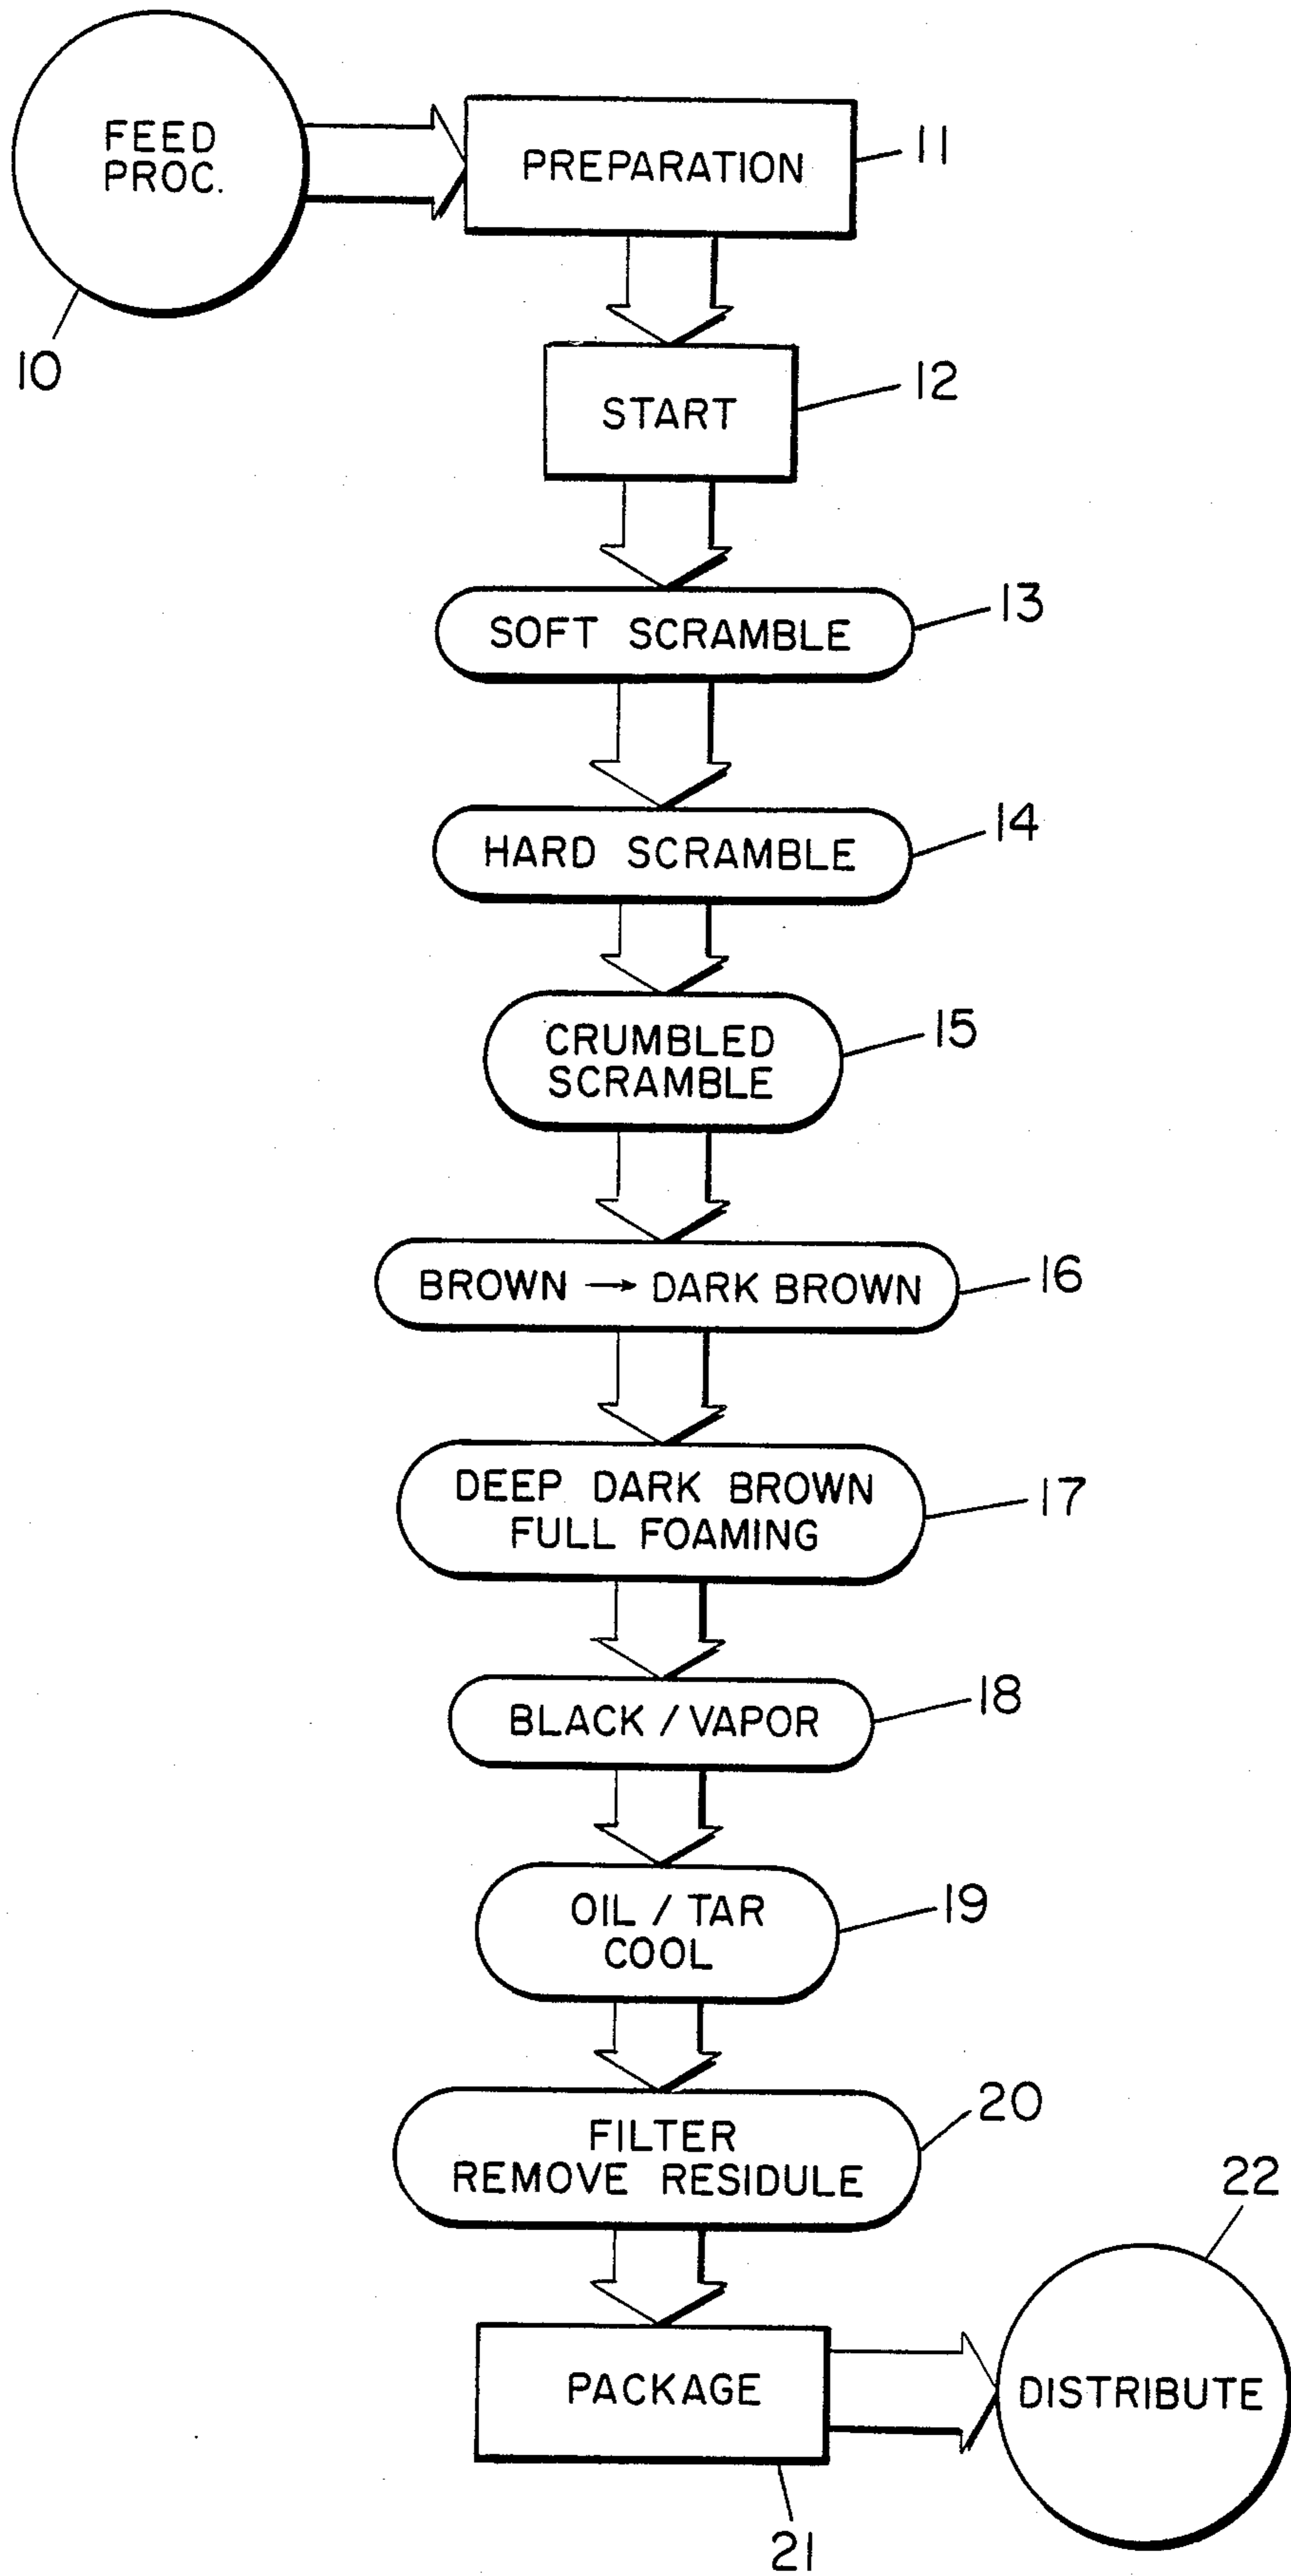 FEED
PROC.
10
PREPARATION
11
START
12
SOFT SCRAMBLE
13
HARD SCRAMBLE
14
CRUMBLED
SCRAMBLE
15
BROWN → DARK BROWN
16
DEEP DARK BROWN
FULL FOAMING
17
BLACK / VAPOR
18
OIL / TAR
COOL
19
FILTER
REMOVE RESIDULE
20
PACKAGE
21
DISTRIBUTE
22